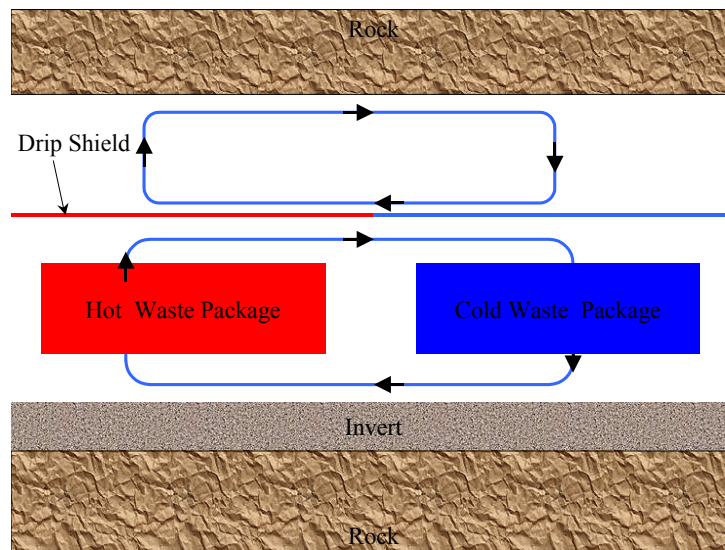 Rock
Drip Shield
Hot Waste Package
Cold Waste Package
Invert
Rock